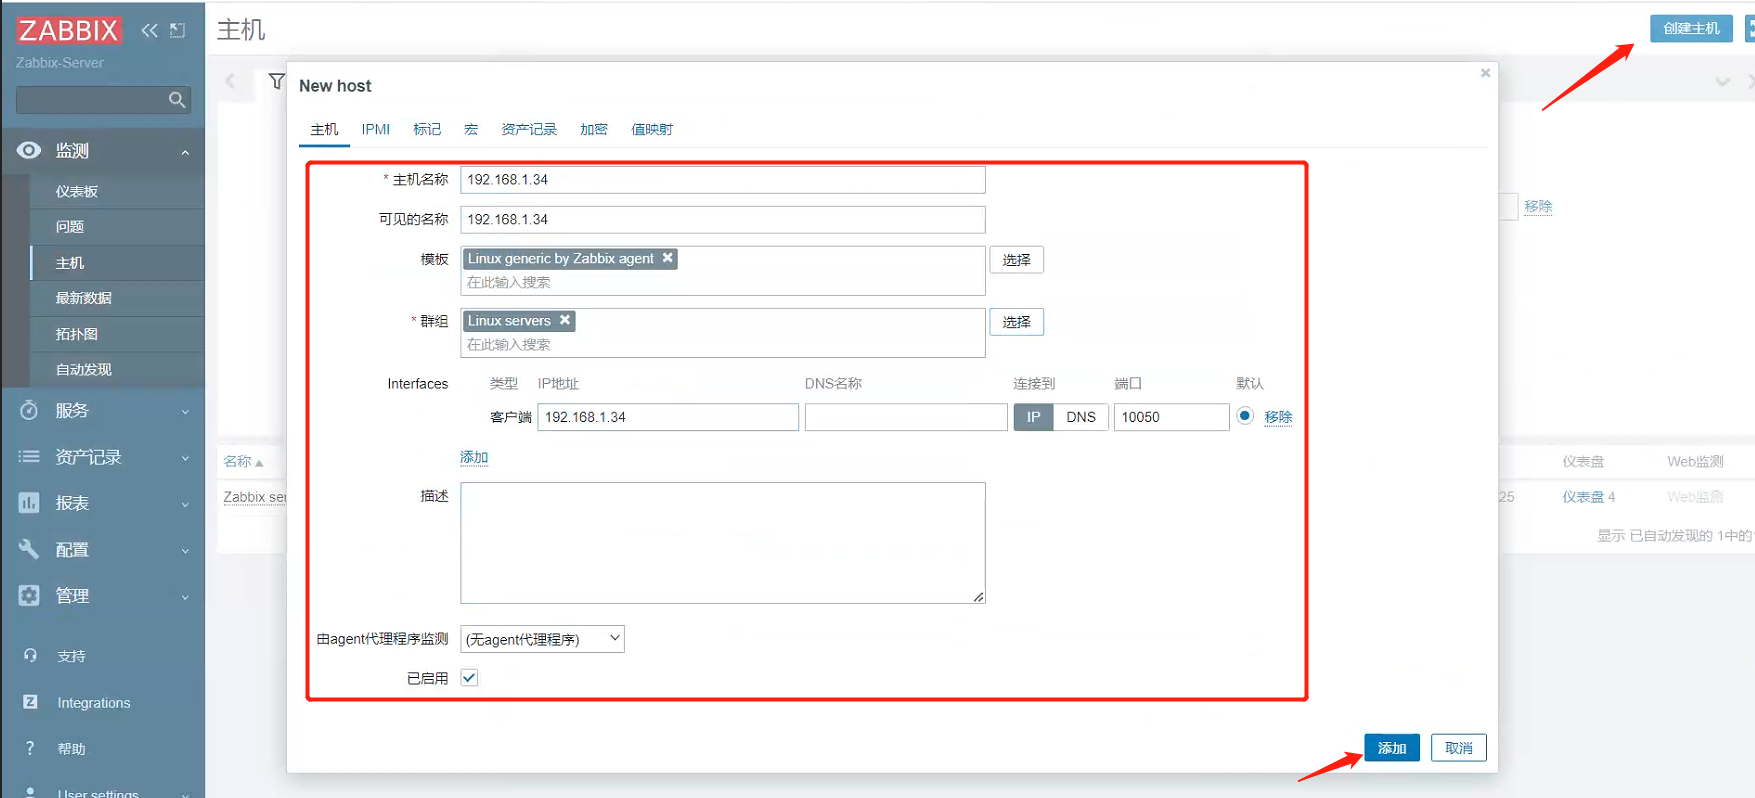 ZABBIX
Zabbix-Server
监测
仪表板
问题
主机
最新数据
拓扑图
自动发现
服务
资产记录
报表
配置
管理
支持
Integrations
帮助
User settings
主机
创建主机
New host
主机 IPMI 标记 宏 资产记录 加密 值映射
* 主机名称 192.168.1.34
可见的名称 192.168.1.34
模板 Linux generic by Zabbix agent 选择
在此输入搜索
* 群组 Linux servers 选择
在此输入搜索
Interfaces 类型 IP地址 DNS名称 连接到 端口 默认
客户端 192.168.1.34 IP DNS 10050 移除
添加
描述
由agent代理程序监测 (无agent代理程序)
已启用
添加 取消
移除
名称 仪表盘 Web监测
Zabbix ser 25 仪表盘 4 Web监测
显示 已自动发现的 1中的